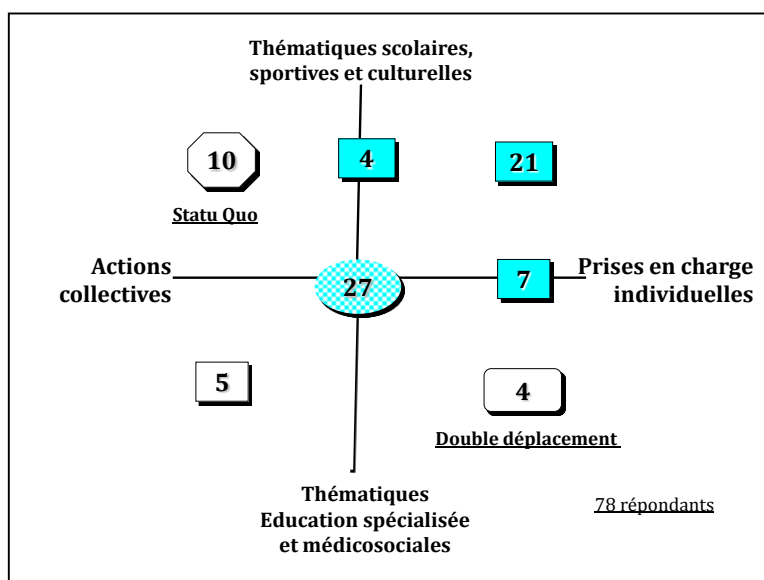 Thématiques scolaires,
sportives et culturelles
10
4
21
Statu Quo
Actions
collectives
27
7
Prises en charge
individuelles
5
4
Double déplacement
Thématiques
Education spécialisée
et médicosociales
78 répondants